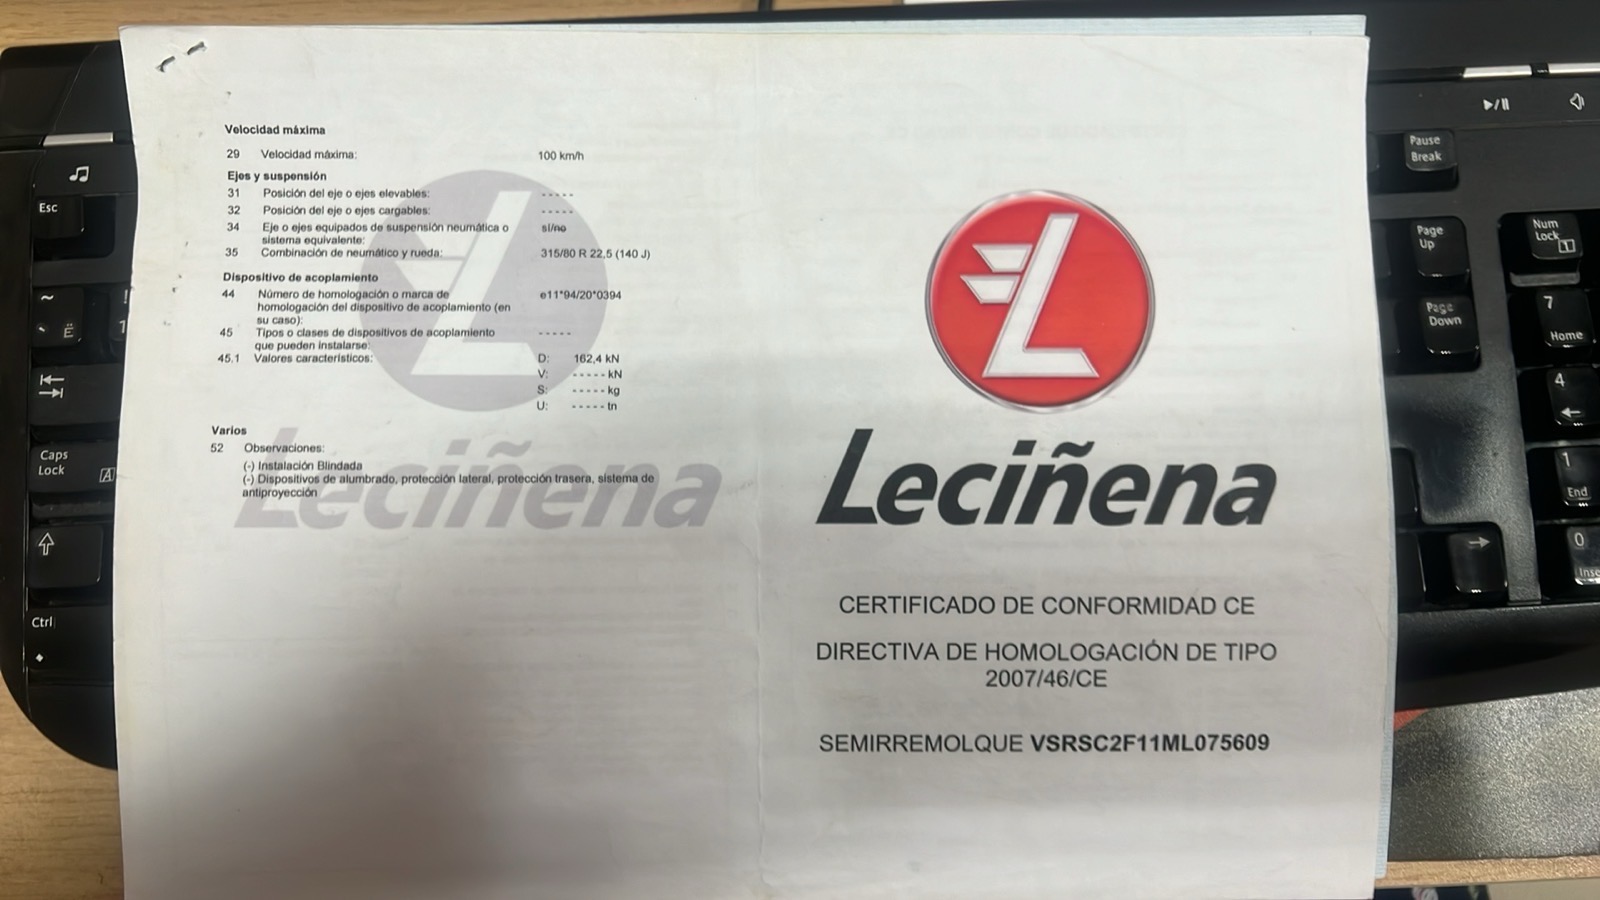 Velocidad máxima
29 Velocidad máxima: 100 km/h
Ejes y suspensión
31 Posición del eje o ejes elevables: - - - - -
32 Posición del eje o ejes cargables: - - - - -
34 Eje o ejes equipados de suspensión neumática o sí/no
sistema equivalente:
35 Combinación de neumático y rueda: 315/80 R 22,5 (140 J)
Dispositivo de acoplamiento
44 Número de homologación o marca de e11*94/20*0394
homologación del dispositivo de acoplamiento (en
su caso):
45 Tipos o clases de dispositivos de acoplamiento - - - - -
que pueden instalarse:
45.1 Valores característicos: D: 162,4 kN
V: - - - - - kN
S: - - - - - kg
U: - - - - - tn
Varios
52 Observaciones:
(-) Instalación Blindada
(-) Dispositivos de alumbrado, protección lateral, protección trasera, sistema de
antiproyección
Leciñena
Leciñena
CERTIFICADO DE CONFORMIDAD CE
DIRECTIVA DE HOMOLOGACIÓN DE TIPO
2007/46/CE
SEMIRREMOLQUE VSRSC2F11ML075609
Esc
~
Ë
1
Caps
Lock
A
Ctrl
Pause
Break
Page
Up
Page
Down
Num
Lock
1
7
Home
4
1
End
0
Inse